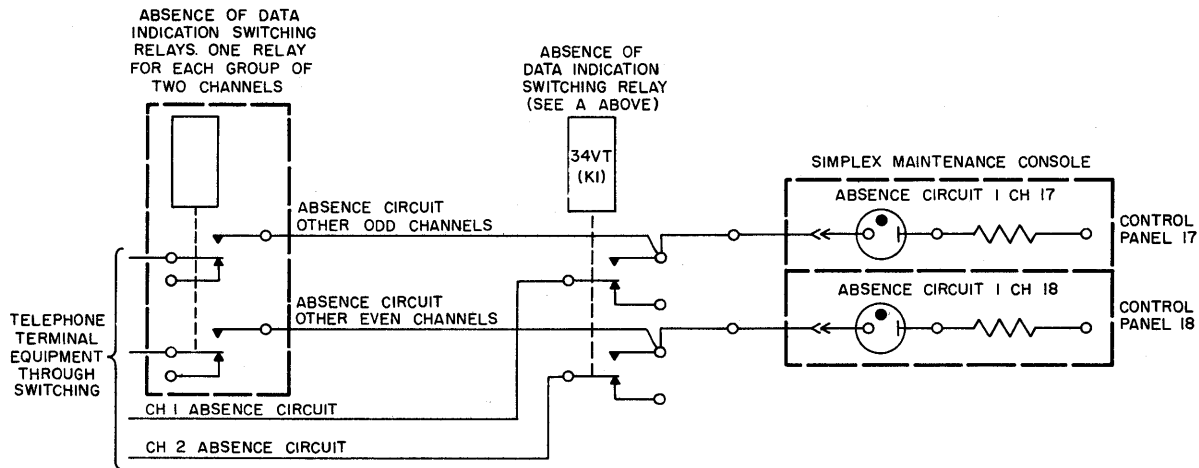 ABSENCE OF DATA
INDICATION SWITCHING
RELAYS. ONE RELAY
FOR EACH GROUP OF
TWO CHANNELS
ABSENCE OF
DATA INDICATION
SWITCHING RELAY
(SEE A ABOVE)
34VT
(K1)
SIMPLEX MAINTENANCE CONSOLE
ABSENCE CIRCUIT 1 CH 17
CONTROL
PANEL 17
ABSENCE CIRCUIT
OTHER ODD CHANNELS
ABSENCE CIRCUIT 1 CH 18
CONTROL
PANEL 18
ABSENCE CIRCUIT
OTHER EVEN CHANNELS
TELEPHONE
TERMINAL
EQUIPMENT
THROUGH
SWITCHING
CH 1 ABSENCE CIRCUIT
CH 2 ABSENCE CIRCUIT